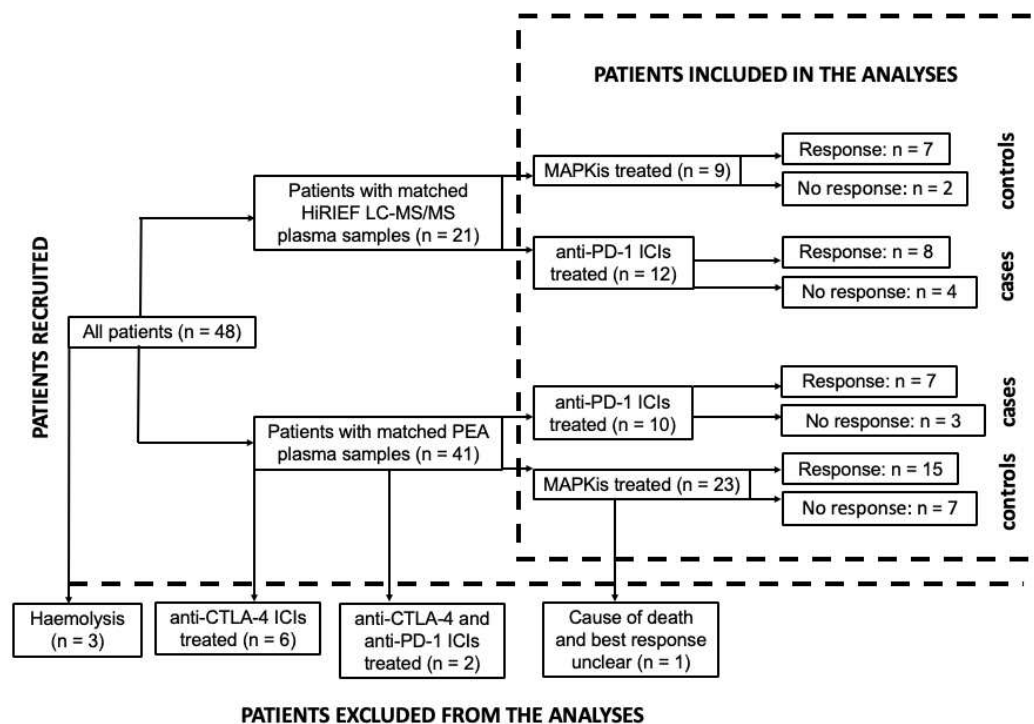 PATIENTS INCLUDED IN THE ANALYSES
PATIENTS RECRUITED
All patients (n = 48)
Patients with matched
HiRIEF LC-MS/MS
plasma samples (n = 21)
MAPKis treated (n = 9)
Response: n = 7
No response: n = 2
controls
anti-PD-1 ICIs
treated (n = 12)
Response: n = 8
No response: n = 4
cases
Patients with matched PEA
plasma samples (n = 41)
anti-PD-1 ICIs
treated (n = 10)
Response: n = 7
No response: n = 3
cases
MAPKis treated (n = 23)
Response: n = 15
No response: n = 7
controls
Haemolysis
(n = 3)
anti-CTLA-4 ICIs
treated (n = 6)
anti-CTLA-4 and
anti-PD-1 ICIs
treated (n = 2)
Cause of death
and best response
unclear (n = 1)
PATIENTS EXCLUDED FROM THE ANALYSES